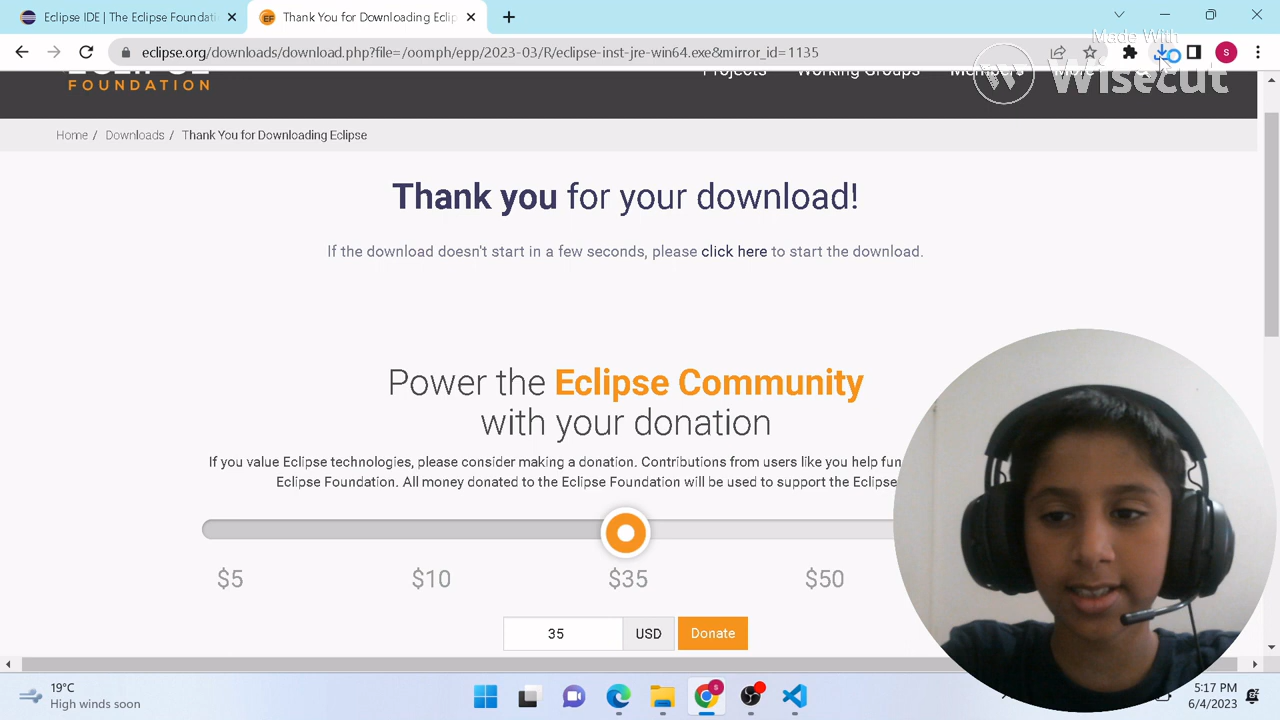 Eclipse IDE | The Eclipse Foundati
Thank You for Downloading Eclip
eclipse.org/downloads/download.php?file=
p/2023-03/R/eclipse-inst-jre-win64.exe&mirror_id=1135
Made With
Wisecut
S
ECLIPSE
FOUNDATION
Projects
Working Groups
Members
More
Home / Downloads / Thank You for Downloading Eclipse
Thank you for your download!
If the download doesn't start in a few seconds, please click here to start the download.
Power the Eclipse Community
with your donation
If you value Eclipse technologies, please consider making a donation. Contributions from users like you help fun
Eclipse Foundation. All money donated to the Eclipse Foundation will be used to support the Eclipse
$5 $10 $35 $50
35 USD Donate
19°C
High winds soon
5:17 PM
6/4/2023